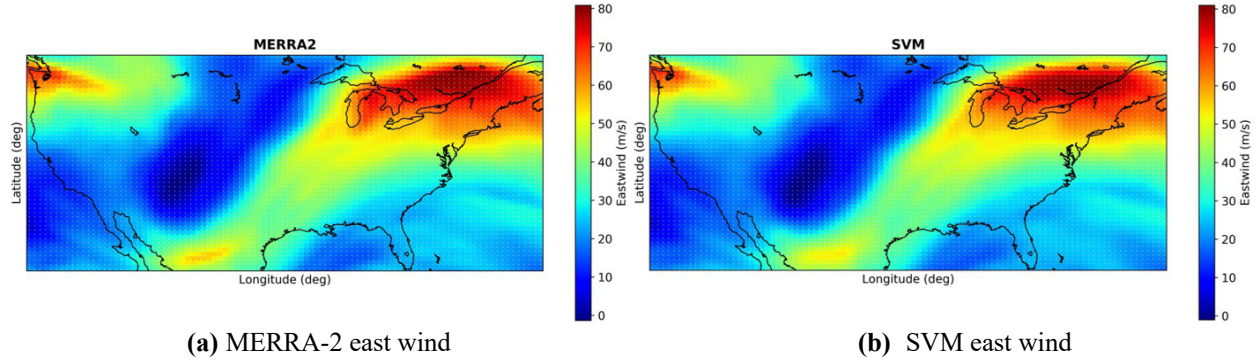 MERRA2
Latitude (deg)
Longitude (deg)
80
70
60
50
40
30
20
10
0
Eastwind (m/s)
(a) MERRA-2 east wind
SVM
Latitude (deg)
Longitude (deg)
80
70
60
50
40
30
20
10
0
Eastwind (m/s)
(b) SVM east wind